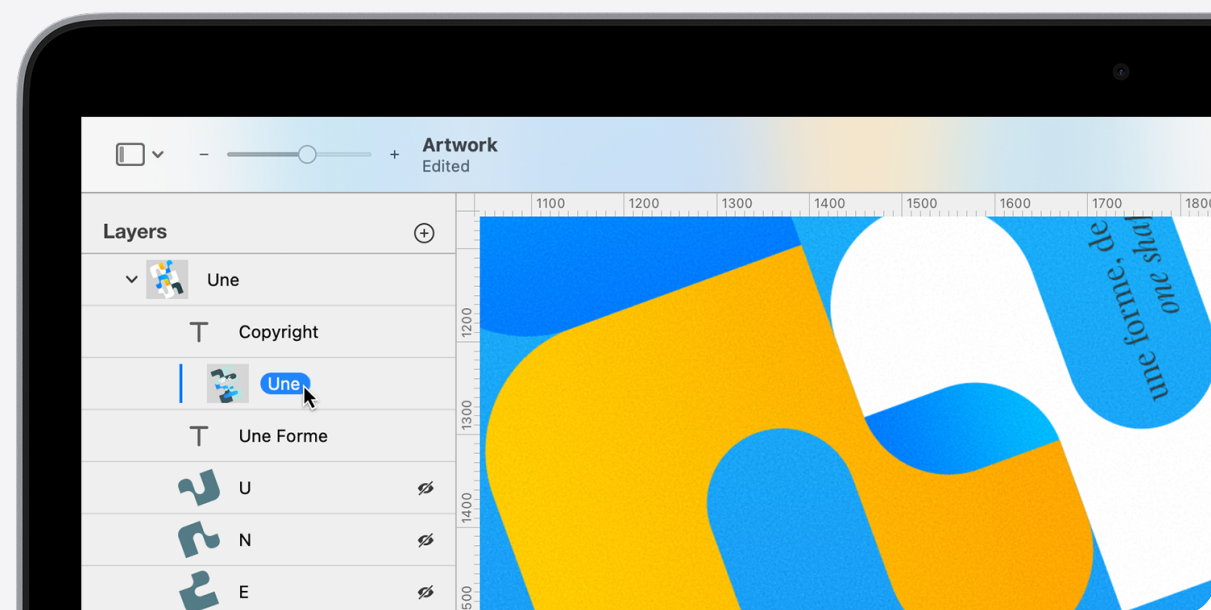 Artwork
Edited
Layers
1100 1200 1300 1400 1500 1600 1700 1800
Une
Copyright
Une
Une Forme
U
N
E
1200
1300
1400
une forme, de
one